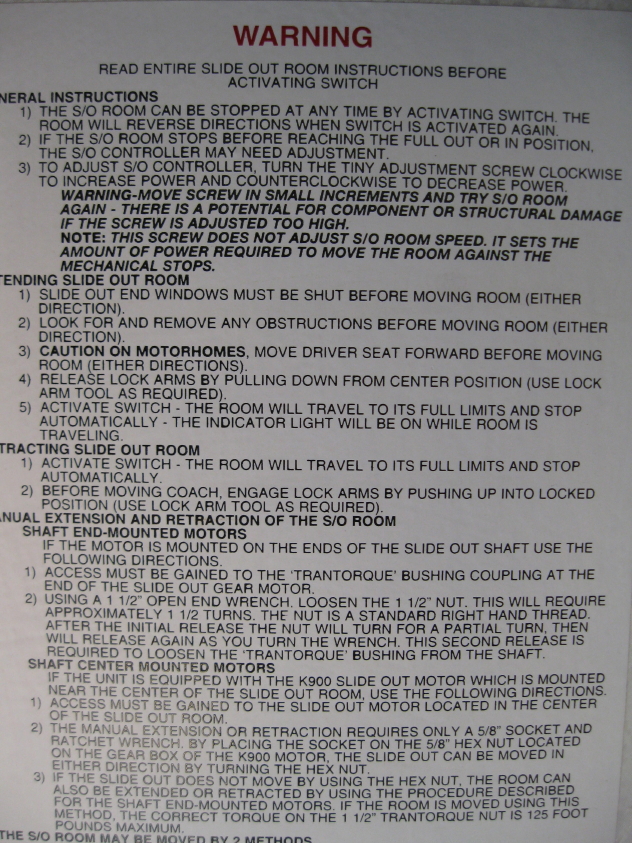 WARNING
READ ENTIRE SLIDE OUT ROOM INSTRUCTIONS BEFORE
ACTIVATING SWITCH
NERAL INSTRUCTIONS
1) THE S/O ROOM CAN BE STOPPED AT ANY TIME BY ACTIVATING SWITCH. THE
ROOM WILL REVERSE DIRECTIONS WHEN SWITCH IS ACTIVATED AGAIN.
2) IF THE S/O ROOM STOPS BEFORE REACHING THE FULL OUT OR IN POSITION,
THE S/O CONTROLLER MAY NEED ADJUSTMENT.
3) TO ADJUST S/O CONTROLLER, TURN THE TINY ADJUSTMENT SCREW CLOCKWISE
TO INCREASE POWER AND COUNTERCLOCKWISE TO DECREASE POWER.
WARNING-MOVE SCREW IN SMALL INCREMENTS AND TRY S/O ROOM
AGAIN - THERE IS A POTENTIAL FOR COMPONENT OR STRUCTURAL DAMAGE
IF THE SCREW IS ADJUSTED TOO HIGH.
NOTE: THIS SCREW DOES NOT ADJUST S/O ROOM SPEED. IT SETS THE
AMOUNT OF POWER REQUIRED TO MOVE THE ROOM AGAINST THE
MECHANICAL STOPS.
TENDING SLIDE OUT ROOM
1) SLIDE OUT END WINDOWS MUST BE SHUT BEFORE MOVING ROOM (EITHER
DIRECTION).
2) LOOK FOR AND REMOVE ANY OBSTRUCTIONS BEFORE MOVING ROOM (EITHER
DIRECTION).
3) CAUTION ON MOTORHOMES, MOVE DRIVER SEAT FORWARD BEFORE MOVING
ROOM (EITHER DIRECTIONS).
4) RELEASE LOCK ARMS BY PULLING DOWN FROM CENTER POSITION (USE LOCK
ARM TOOL AS REQUIRED).
5) ACTIVATE SWITCH - THE ROOM WILL TRAVEL TO ITS FULL LIMITS AND STOP
AUTOMATICALLY - THE INDICATOR LIGHT WILL BE ON WHILE ROOM IS
TRAVELING.
TRACTING SLIDE OUT ROOM
1) ACTIVATE SWITCH - THE ROOM WILL TRAVEL TO ITS FULL LIMITS AND STOP
AUTOMATICALLY.
2) BEFORE MOVING COACH, ENGAGE LOCK ARMS BY PUSHING UP INTO LOCKED
POSITION (USE LOCK ARM TOOL AS REQUIRED).
ANUAL EXTENSION AND RETRACTION OF THE S/O ROOM
SHAFT END-MOUNTED MOTORS
IF THE MOTOR IS MOUNTED ON THE ENDS OF THE SLIDE OUT SHAFT USE THE
FOLLOWING DIRECTIONS.
1) ACCESS MUST BE GAINED TO THE 'TRANTORQUE' BUSHING COUPLING AT THE
END OF THE SLIDE OUT GEAR MOTOR.
2) USING A 1 1/2" OPEN END WRENCH. LOOSEN THE 1 1/2" NUT. THIS WILL REQUIRE
APPROXIMATELY 1 1/2 TURNS. THE NUT IS A STANDARD RIGHT HAND THREAD.
AFTER THE INITIAL RELEASE THE NUT WILL TURN FOR A PARTIAL TURN, THEN
WILL RELEASE AGAIN AS YOU TURN THE WRENCH. THIS SECOND RELEASE IS
REQUIRED TO LOOSEN THE 'TRANTORQUE' BUSHING FROM THE SHAFT.
SHAFT CENTER MOUNTED MOTORS
IF THE UNIT IS EQUIPPED WITH THE K900 SLIDE OUT MOTOR WHICH IS MOUNTED
NEAR THE CENTER OF THE SLIDE OUT ROOM, USE THE FOLLOWING DIRECTIONS.
1) ACCESS MUST BE GAINED TO THE SLIDE OUT MOTOR LOCATED IN THE CENTER
OF THE SLIDE OUT ROOM.
2) THE MANUAL EXTENSION OR RETRACTION REQUIRES ONLY A 5/8" SOCKET AND
RATCHET WRENCH. BY PLACING THE SOCKET ON THE 5/8" HEX NUT LOCATED
ON THE GEAR BOX OF THE K900 MOTOR, THE SLIDE OUT CAN BE MOVED IN
EITHER DIRECTION BY TURNING THE HEX NUT.
3) IF THE SLIDE OUT DOES NOT MOVE BY USING THE HEX NUT, THE ROOM CAN
ALSO BE EXTENDED OR RETRACTED BY USING THE PROCEDURE DESCRIBED
FOR THE SHAFT END-MOUNTED MOTORS. IF THE ROOM IS MOVED USING THIS
METHOD, THE CORRECT TORQUE ON THE 1 1/2" TRANTORQUE NUT IS 125 FOOT
POUNDS MAXIMUM.
THE S/O ROOM MAY BE MOVED BY 2 METHODS